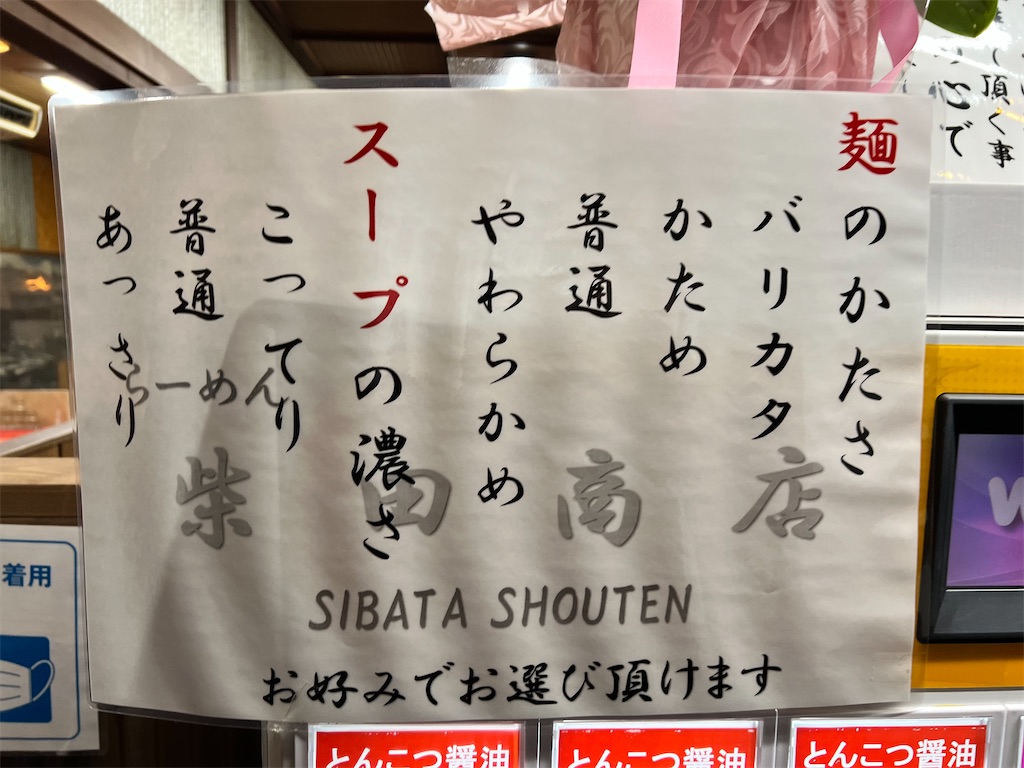 麺のかたさ
バリカタ
かため
普通
やわらかめ
スープの濃さ
こってり
普通
あっさり
らーめん
柴田商店
SIBATA SHOUTEN
お好みでお選び頂けます
頂く事
着用
とんこつ醤油
とんこつ醤油
とんこつ醤油